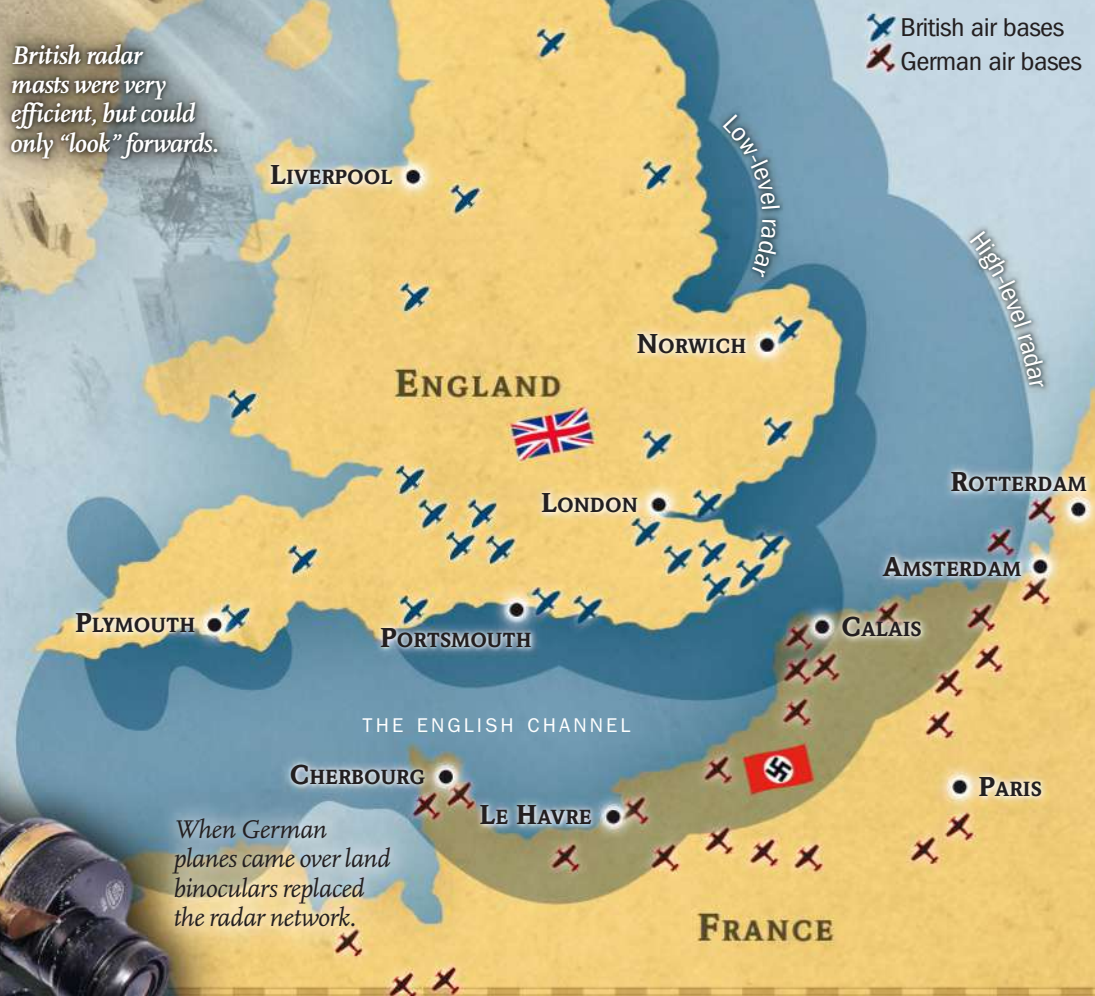 British radar
masts were very
efficient, but could
only “look” forwards.
British air bases
German air bases
Low-level radar
High-level radar
LIVERPOOL
NORWICH
ENGLAND
LONDON
ROTTERDAM
AMSTERDAM
PLYMOUTH
PORTSMOUTH
CALAIS
THE ENGLISH CHANNEL
CHERBOURG
LE HAVRE
PARIS
When German
planes came over land
binoculars replaced
the radar network.
FRANCE